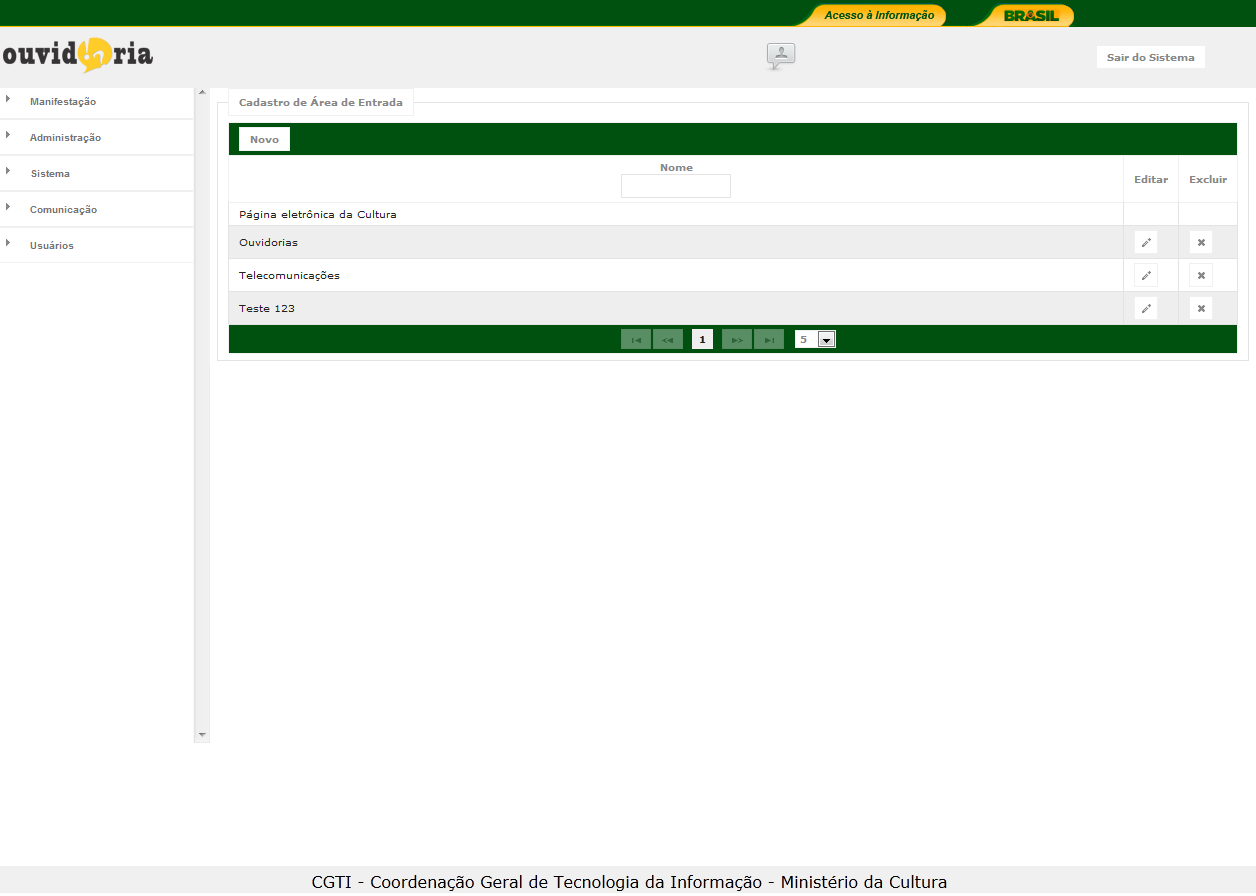 Acesso à Informação
BRASIL
ouvidoria
Sair do Sistema
Manifestação
Administração
Sistema
Comunicação
Usuários
Cadastro de Área de Entrada
Novo
Nome
Editar
Excluir
Página eletrônica da Cultura
Ouvidorias
Telecomunicações
Teste 123
1
5
CGTI - Coordenação Geral de Tecnologia da Informação - Ministério da Cultura